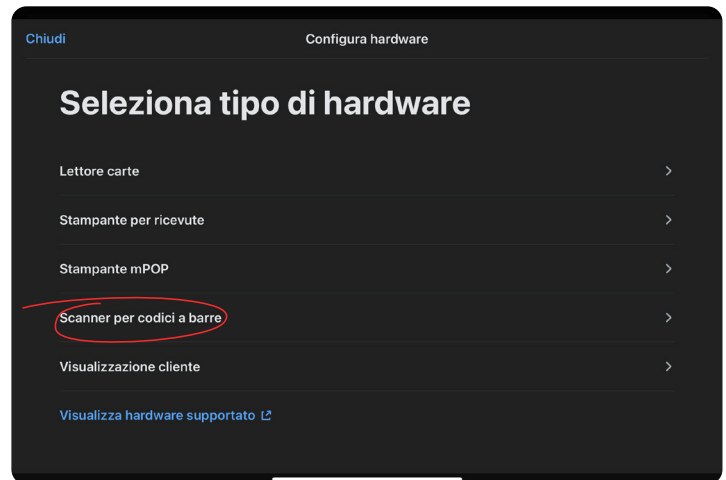 Chiudi
Configura hardware
Seleziona tipo di hardware
Lettore carte
Stampante per ricevute
Stampante mPOP
Scanner per codici a barre
Visualizzazione cliente
Visualizza hardware supportato